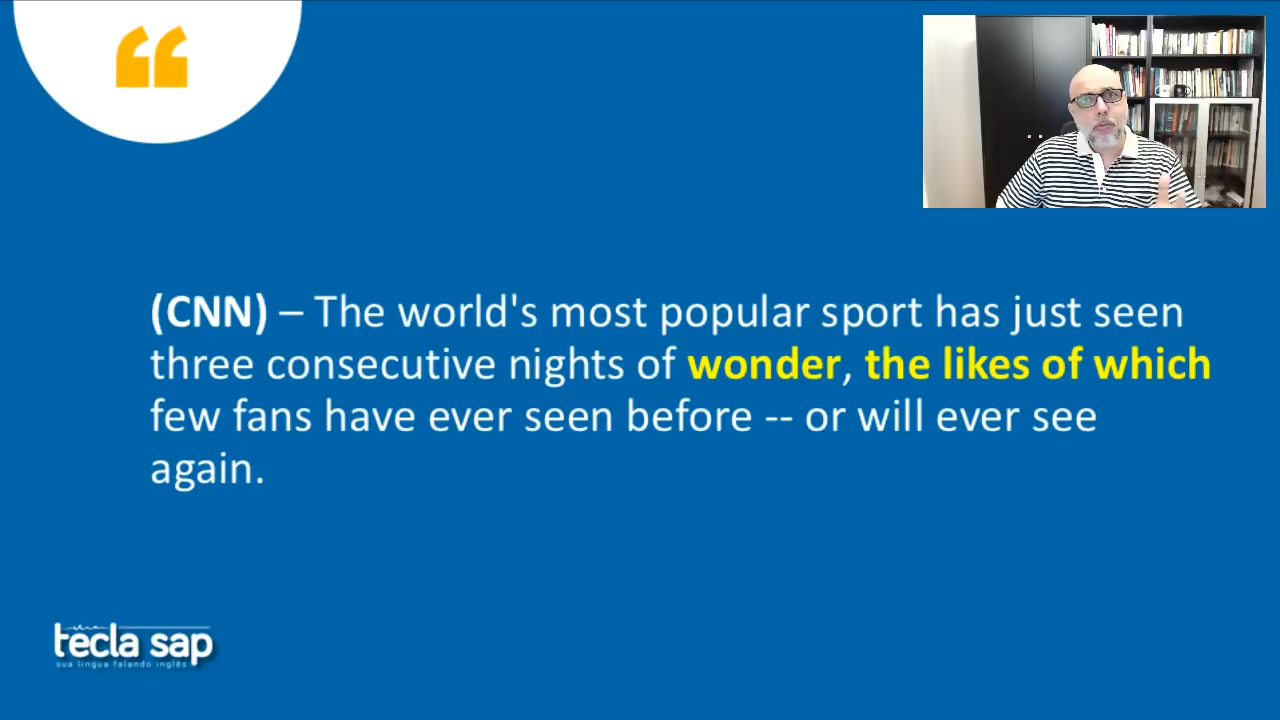 “
(CNN) – The world's most popular sport has just seen
three consecutive nights of wonder, the likes of which
few fans have ever seen before -- or will ever see
again.
tecla sap
sua língua falando inglês